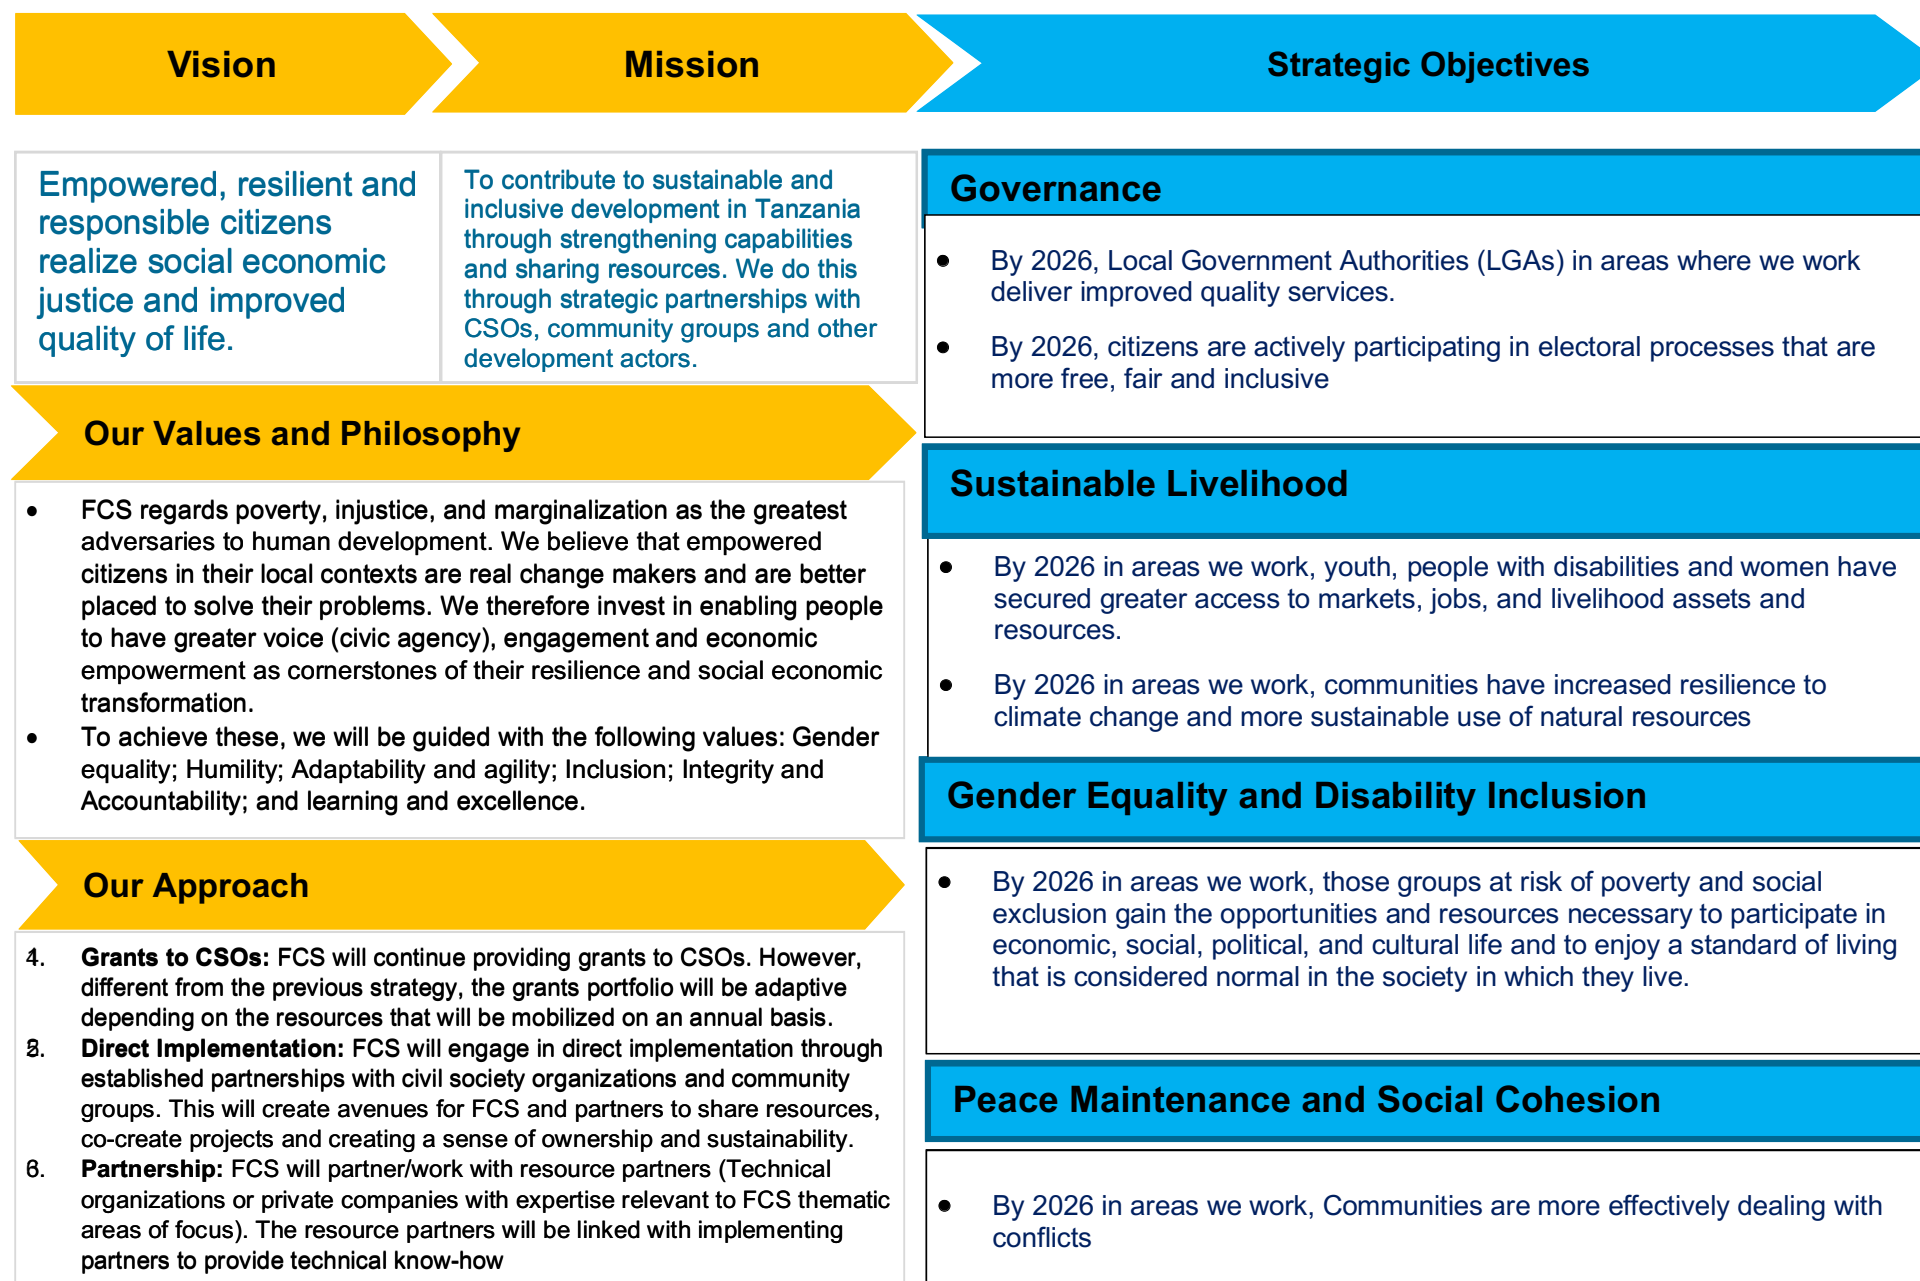 Vision
Mission
Strategic Objectives
Empowered, resilient and
responsible citizens
realize social economic
justice and improved
quality of life.
To contribute to sustainable and
inclusive development in Tanzania
through strengthening capabilities
and sharing resources. We do this
through strategic partnerships with
CSOs, community groups and other
development actors.
Our Values and Philosophy
• FCS regards poverty, injustice, and marginalization as the greatest
adversaries to human development. We believe that empowered
citizens in their local contexts are real change makers and are better
placed to solve their problems. We therefore invest in enabling people
to have greater voice (civic agency), engagement and economic
empowerment as cornerstones of their resilience and social economic
transformation.
• To achieve these, we will be guided with the following values: Gender
equality; Humility; Adaptability and agility; Inclusion; Integrity and
Accountability; and learning and excellence.
Our Approach
Grants to CSOs: FCS will continue providing grants to CSOs. However,
different from the previous strategy, the grants portfolio will be adaptive
depending on the resources that will be mobilized on an annual basis.
Direct Implementation: FCS will engage in direct implementation through
established partnerships with civil society organizations and community
groups. This will create avenues for FCS and partners to share resources,
co-create projects and creating a sense of ownership and sustainability.
Partnership: FCS will partner/work with resource partners (Technical
organizations or private companies with expertise relevant to FCS thematic
areas of focus). The resource partners will be linked with implementing
partners to provide technical know-how
Governance
• By 2026, Local Government Authorities (LGAs) in areas where we work
deliver improved quality services.
• By 2026, citizens are actively participating in electoral processes that are
more free, fair and inclusive
Sustainable Livelihood
• By 2026 in areas we work, youth, people with disabilities and women have
secured greater access to markets, jobs, and livelihood assets and
resources.
• By 2026 in areas we work, communities have increased resilience to
climate change and more sustainable use of natural resources
Gender Equality and Disability Inclusion
• By 2026 in areas we work, those groups at risk of poverty and social
exclusion gain the opportunities and resources necessary to participate in
economic, social, political, and cultural life and to enjoy a standard of living
that is considered normal in the society in which they live.
Peace Maintenance and Social Cohesion
• By 2026 in areas we work, Communities are more effectively dealing with
conflicts